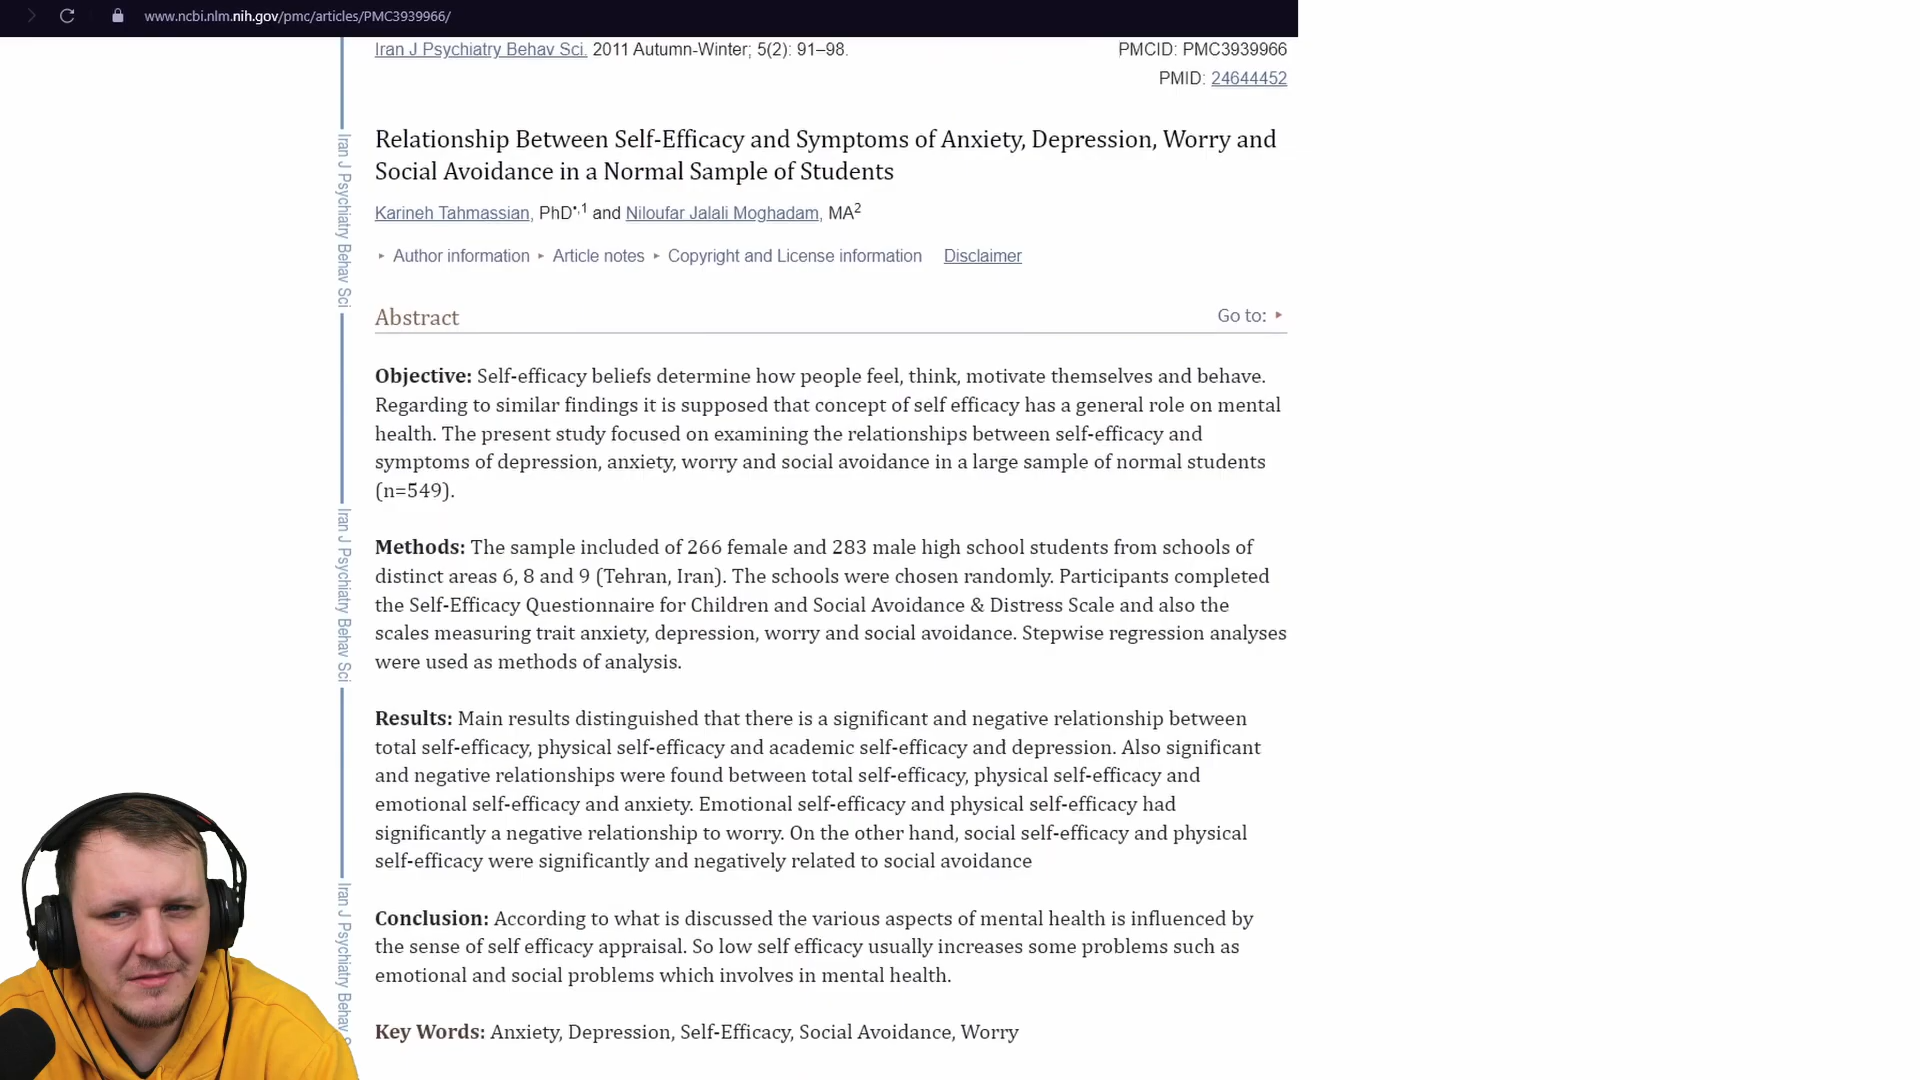 www.ncbi.nlm.nih.gov/pmc/articles/PMC3939966/
Iran J Psychiatry Behav Sci. 2011 Autumn-Winter; 5(2): 91–98.
PMCID: PMC3939966
PMID: 24644452
Relationship Between Self-Efficacy and Symptoms of Anxiety, Depression, Worry and
Social Avoidance in a Normal Sample of Students
Karineh Tahmassian, PhD•,1 and Niloufar Jalali Moghadam, MA2
▸ Author information ▸ Article notes ▸ Copyright and License information Disclaimer
Abstract
Go to: ▸
Objective: Self-efficacy beliefs determine how people feel, think, motivate themselves and behave.
Regarding to similar findings it is supposed that concept of self efficacy has a general role on mental
health. The present study focused on examining the relationships between self-efficacy and
symptoms of depression, anxiety, worry and social avoidance in a large sample of normal students
(n=549).
Methods: The sample included of 266 female and 283 male high school students from schools of
distinct areas 6, 8 and 9 (Tehran, Iran). The schools were chosen randomly. Participants completed
the Self-Efficacy Questionnaire for Children and Social Avoidance & Distress Scale and also the
scales measuring trait anxiety, depression, worry and social avoidance. Stepwise regression analyses
were used as methods of analysis.
Results: Main results distinguished that there is a significant and negative relationship between
total self-efficacy, physical self-efficacy and academic self-efficacy and depression. Also significant
and negative relationships were found between total self-efficacy, physical self-efficacy and
emotional self-efficacy and anxiety. Emotional self-efficacy and physical self-efficacy had
significantly a negative relationship to worry. On the other hand, social self-efficacy and physical
self-efficacy were significantly and negatively related to social avoidance
Conclusion: According to what is discussed the various aspects of mental health is influenced by
the sense of self efficacy appraisal. So low self efficacy usually increases some problems such as
emotional and social problems which involves in mental health.
Key Words: Anxiety, Depression, Self-Efficacy, Social Avoidance, Worry
Iran J Psychiatry Behav Sci
Iran J Psychiatry Behav Sci
Iran J Psychiatry Behav